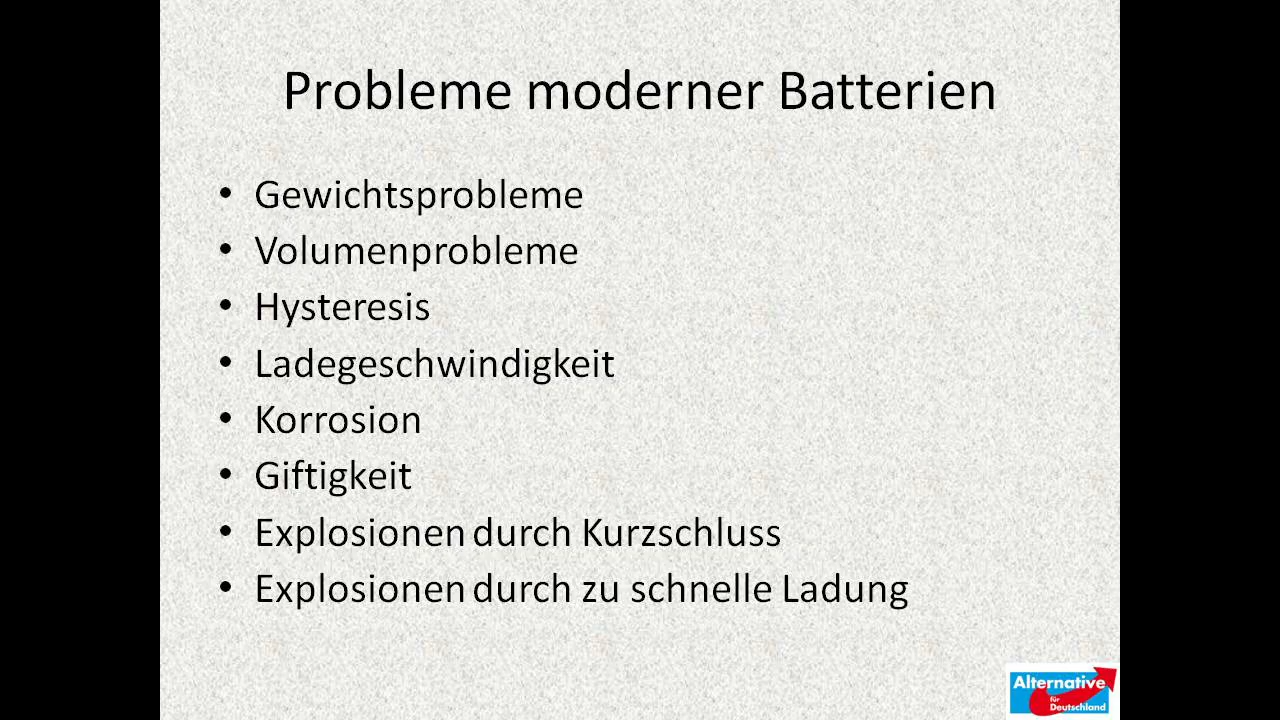 Probleme moderner Batterien
• Gewichtsprobleme
• Volumenprobleme
• Hysteresis
• Ladegeschwindigkeit
• Korrosion
• Giftigkeit
• Explosionen durch Kurzschluss
• Explosionen durch zu schnelle Ladung
Alternative
für
Deutschland